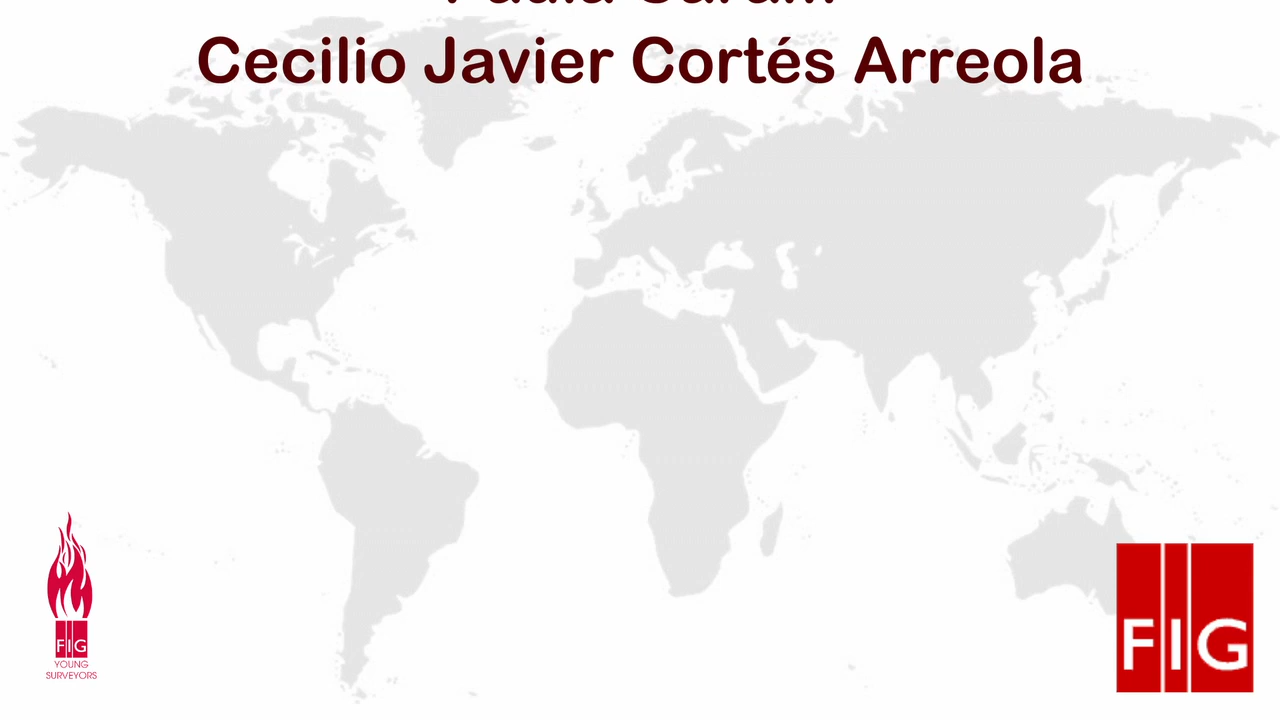 Cecilio Javier Cortés Arreola
FIG
YOUNG
SURVEYORS
FIG